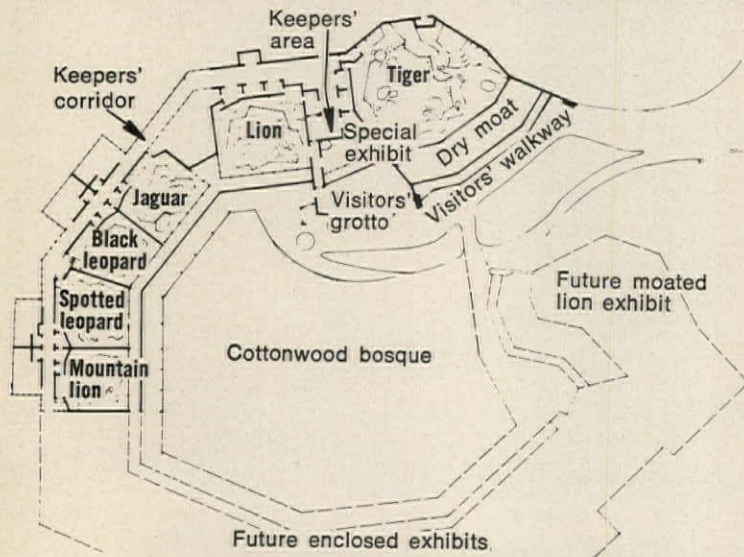 Keepers'
area
Keepers'
corridor
Tiger
Lion
Special
exhibit
Dry moat
Visitors' walkway
Jaguar
Visitors'
grotto
Black
leopard
Spotted
leopard
Mountain
lion
Cottonwood bosque
Future moated
lion exhibit
Future enclosed exhibits